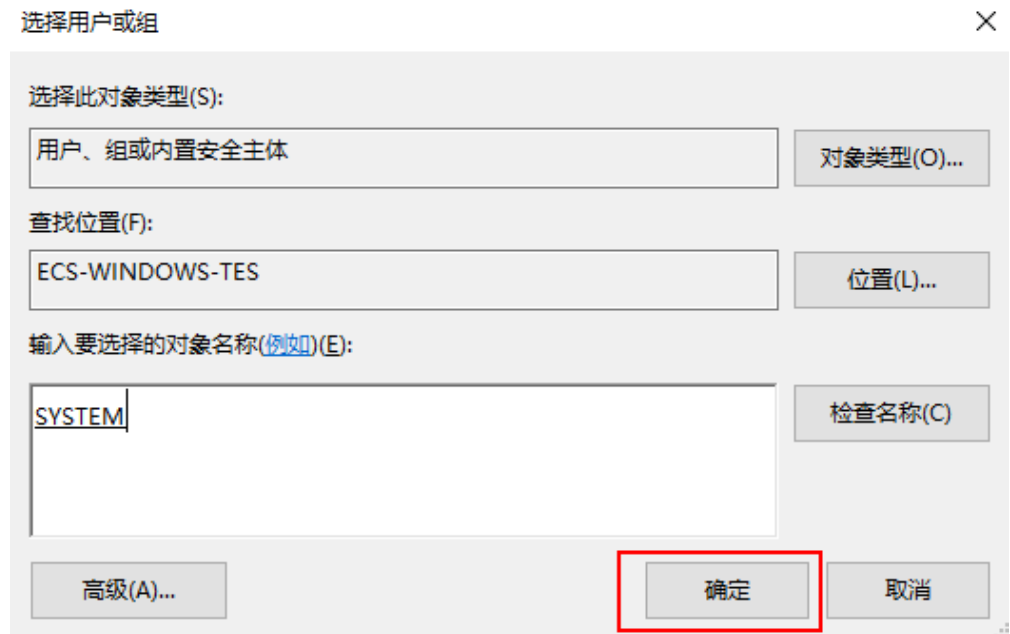 选择用户或组
选择此对象类型(S):
用户、组或内置安全主体
对象类型(O)...
查找位置(F):
ECS-WINDOWS-TES
位置(L)...
输入要选择的对象名称(例如)(E):
SYSTEM
检查名称(C)
高级(A)...
确定
取消